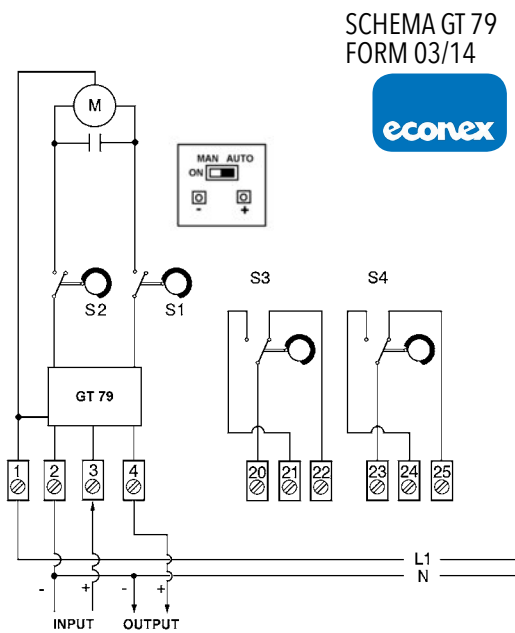 SCHEMA GT 79
FORM 03/14
econex
M
MAN AUTO
ON
- +
S2 S1
S3 S4
GT 79
1 2 3 4
20 21 22
23 24 25
L1
N
- + - +
INPUT OUTPUT